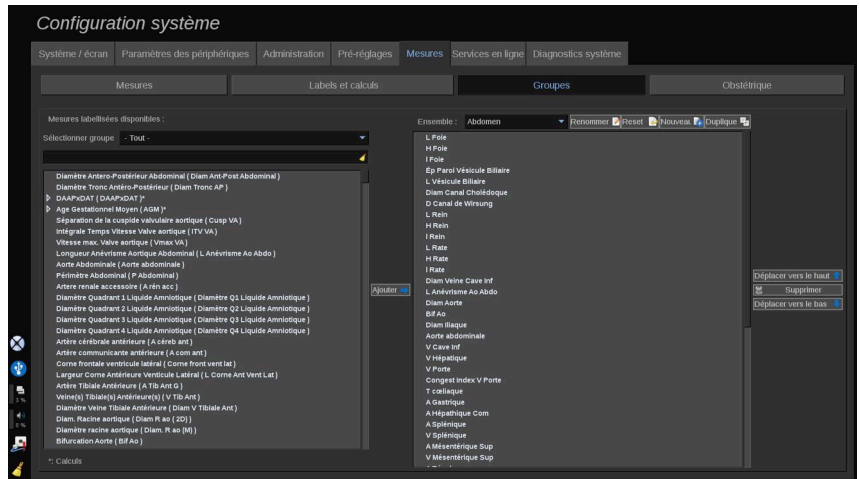 Configuration système
Système / écran Paramètres des périphériques Administration Pré-réglages Mesures Services en ligne Diagnostics système
Mesures Labels et calculs Groupes Obstétrique
Mesures labellisées disponibles :
Sélectionner groupe - Tout -
Diamètre Antero-Postérieur Abdominal ( Diam Ant-Post Abdominal )
Diamètre Tronc Antéro-Postérieur ( Diam Tronc AP )
DAAPxDAT ( DAAPxDAT )*
Age Gestationnel Moyen ( AGM )*
Séparation de la cuspide valvulaire aortique ( Cusp VA )
Intégrale Temps Vitesse Valve aortique ( ITV VA )
Vitesse max. Valve aortique ( Vmax VA )
Longueur Anévrisme Aortique Abdominal ( L Anévrisme Ao Abdo )
Aorte Abdominale ( Aorte abdominale )
Périmètre Abdominal ( P Abdominal )
Artere renale accessoire ( A rén acc )
Diamètre Quadrant 1 Liquide Amniotique ( Diamètre Q1 Liquide Amniotique )
Diamètre Quadrant 2 Liquide Amniotique ( Diamètre Q2 Liquide Amniotique )
Diamètre Quadrant 3 Liquide Amniotique ( Diamètre Q3 Liquide Amniotique )
Diamètre Quadrant 4 Liquide Amniotique ( Diamètre Q4 Liquide Amniotique )
Artère cérébrale antérieure ( A céreb ant )
Artère communicante antérieure ( A com ant )
Corne frontale ventricule latéral ( Corne front vent lat )
Largeur Corne Antérieure Venticule Latéral ( L Corne Ant Vent Lat )
Artère Tibiale Antérieure ( A Tib Ant G )
Veine(s) Tibiale(s) Antérieure(s) ( V Tib Ant )
Diamètre Veine Tibiale Antérieure ( Diam V Tibiale Ant )
Diam. Racine aortique ( Diam R ao ( 2D) )
Diamètre racine aortique ( Diam. R ao (M) )
Bifurcation Aorte ( Bif Ao )
*: Calculs
3 %
0 %
Ajouter
Ensemble : Abdomen Renommer Reset Nouveau Duplique
L Foie
H Foie
l Foie
Ép Paroi Vésicule Biliaire
L Vésicule Biliaire
Diam Canal Cholédoque
D Canal de Wirsung
L Rein
H Rein
l Rein
L Rate
H Rate
l Rate
Diam Veine Cave Inf
L Anévrisme Ao Abdo
Diam Aorte
Bif Ao
Diam Iliaque
Aorte abdominale
V Cave Inf
V Hépatique
V Porte
Congest Index V Porte
T cœliaque
A Gastrique
A Hépathique Com
A Splénique
V Splénique
A Mésentérique Sup
V Mésentérique Sup
Déplacer vers le haut
Supprimer
Déplacer vers le bas